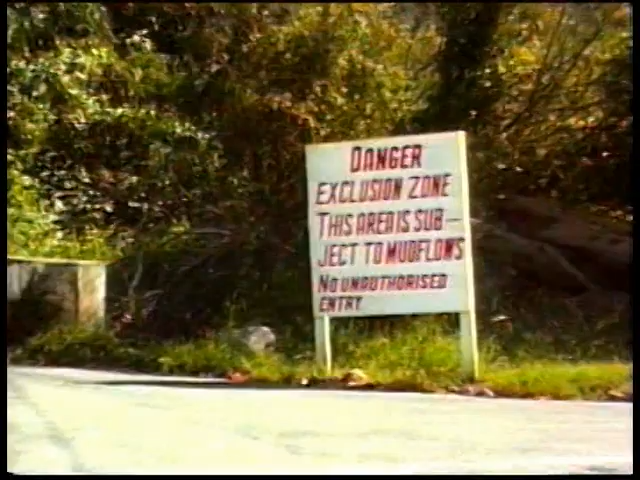 DANGER
EXCLUSION ZONE
THIS AREA IS SUB-
JECT TO MUDFLOWS
NO UNAUTHORISED
ENTRY